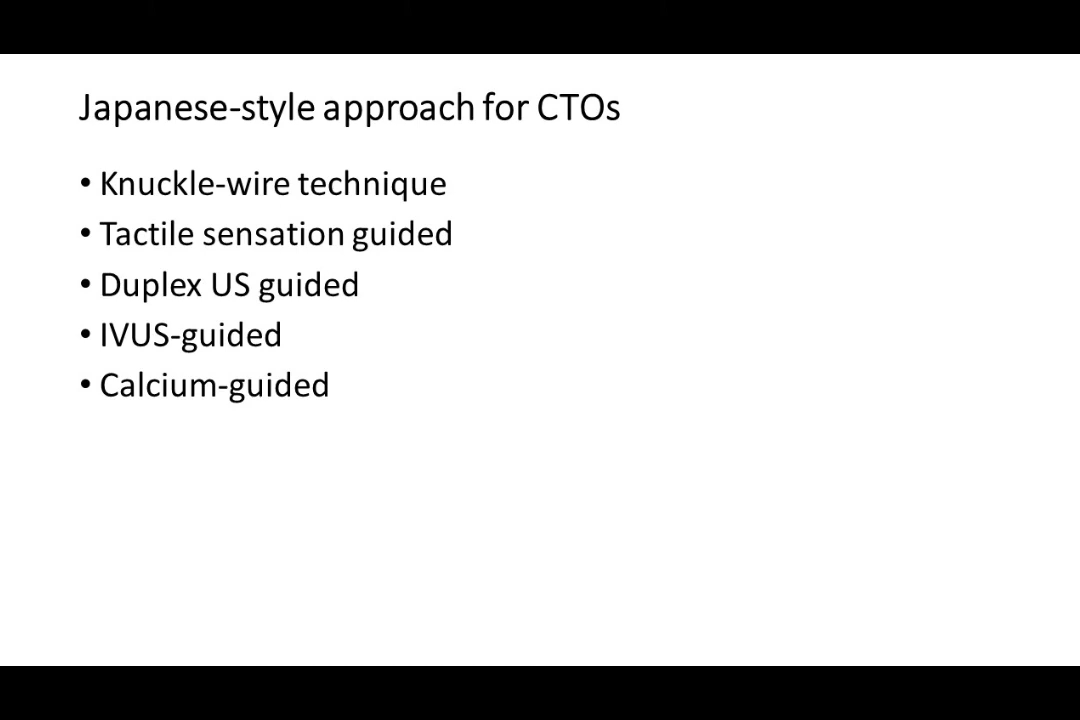 Japanese-style approach for CTOs
• Knuckle-wire technique
• Tactile sensation guided
• Duplex US guided
• IVUS-guided
• Calcium-guided